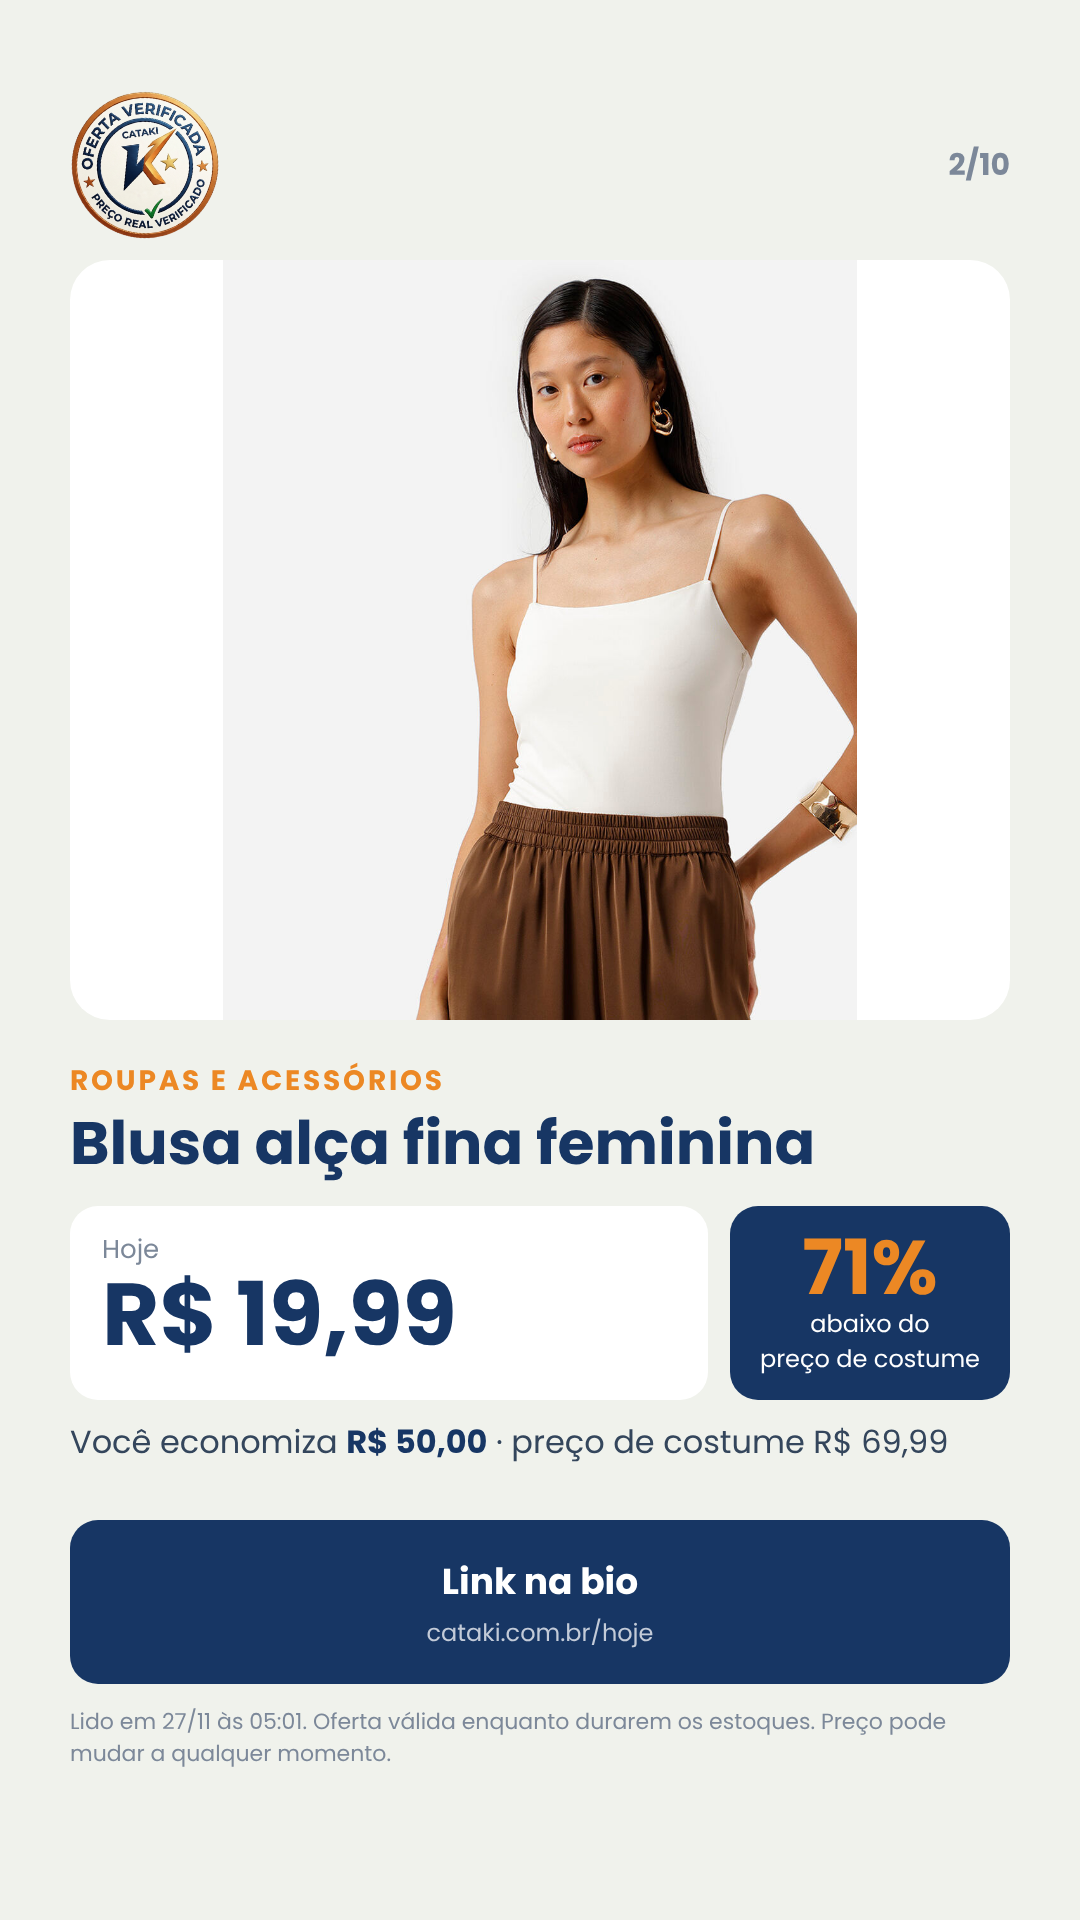 OFERTA VERIFICADA
CATAKI
K
PREÇO REAL VERIFICADO
2/10
ROUPAS E ACESSÓRIOS
Blusa alça fina feminina
Hoje
R$ 19,99
71%
abaixo do
preço de costume
Você economiza R$ 50,00 · preço de costume R$ 69,99
Link na bio
cataki.com.br/hoje
Lido em 27/11 às 05:01. Oferta válida enquanto durarem os estoques. Preço pode
mudar a qualquer momento.